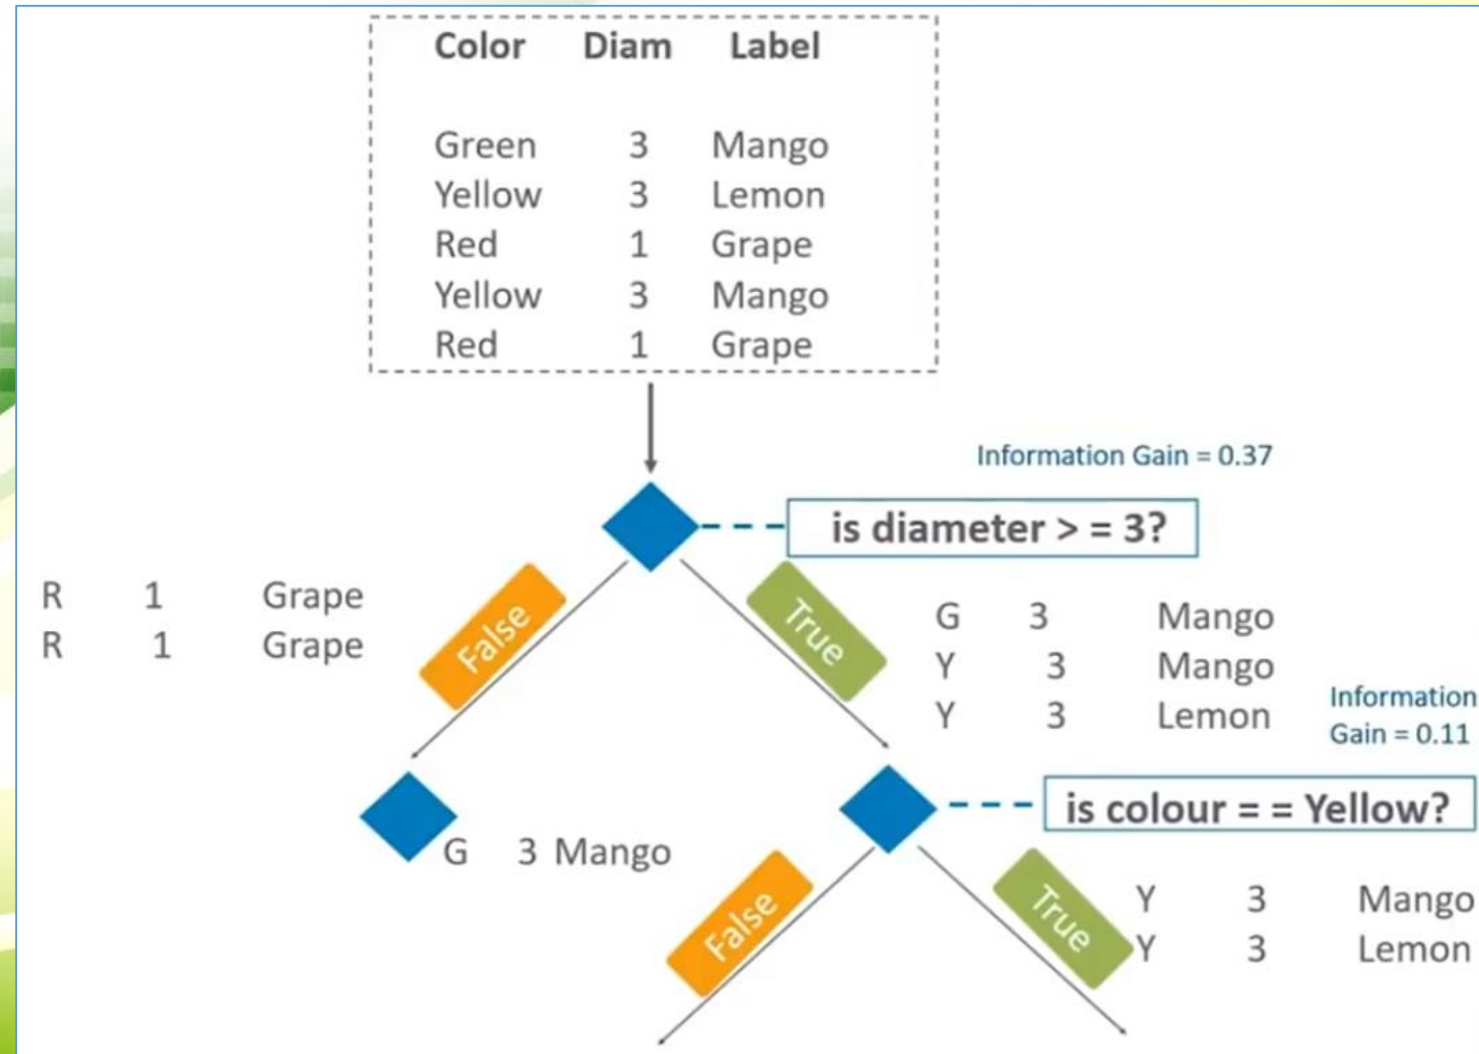 Color Diam Label
Green 3 Mango
Yellow 3 Lemon
Red 1 Grape
Yellow 3 Mango
Red 1 Grape
Information Gain = 0.37
is diameter > = 3?
R 1 Grape
R 1 Grape
False
True
G 3 Mango
Y 3 Mango
Y 3 Lemon
Information
Gain = 0.11
is colour = = Yellow?
G 3 Mango
False
True
Y 3 Mango
Y 3 Lemon